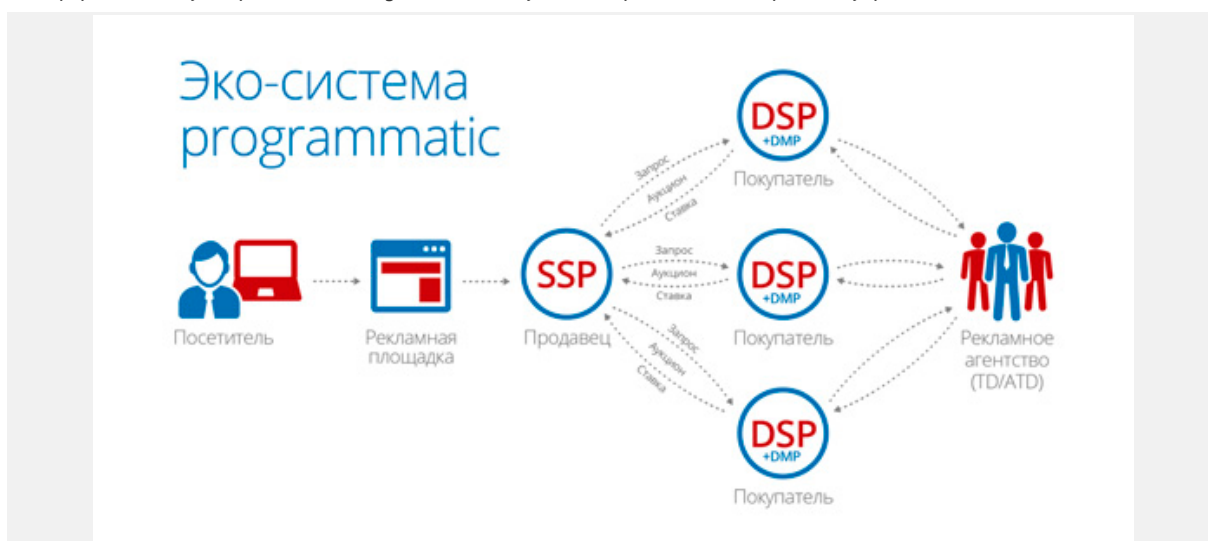 Эко-система
programmatic
DSP
+DMP
Покупатель
Запрос
Аукцион
Ставка
SSP
Продавец
Запрос
Аукцион
Ставка
DSP
+DMP
Покупатель
Посетитель
Рекламная
площадка
Рекламное
агентство
(TD/ATD)
Запрос
Аукцион
Ставка
DSP
+DMP
Покупатель